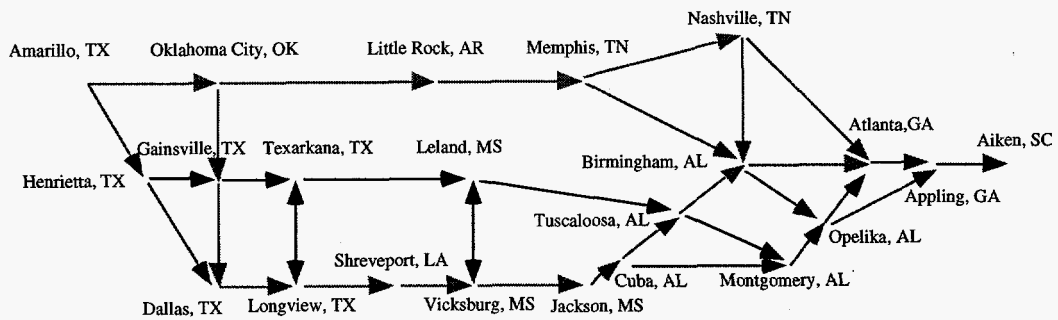 Nashville, TN
Amarillo, TX
Oklahoma City, OK
Little Rock, AR
Memphis, TN
Atlanta,GA
Aiken, SC
Gainsville, TX
Texarkana, TX
Leland, MS
Birmingham, AL
Henrietta, TX
Appling, GA
Tuscaloosa, AL
Opelika, AL
Shreveport, LA
Cuba, AL
Montgomery, AL
Dallas, TX
Longview, TX
Vicksburg, MS
Jackson, MS